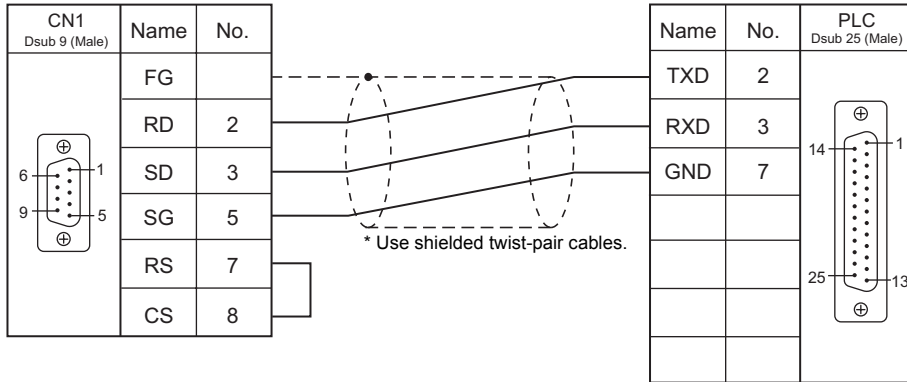 CN1
Dsub 9 (Male)
Name
No.
FG
RD
2
SD
3
SG
5
RS
7
CS
8
6
1
9
5
* Use shielded twist-pair cables.
Name
No.
PLC
Dsub 25 (Male)
TXD
2
RXD
3
GND
7
14
1
25
13